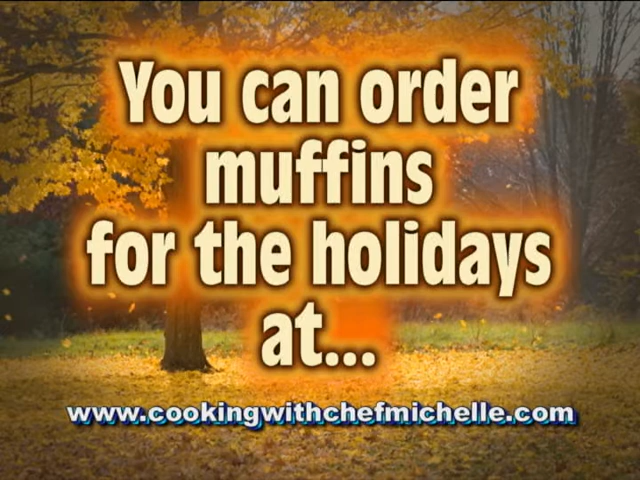 You can order
muffins
for the holidays
at...
www.cookingwithchefmichelle.com